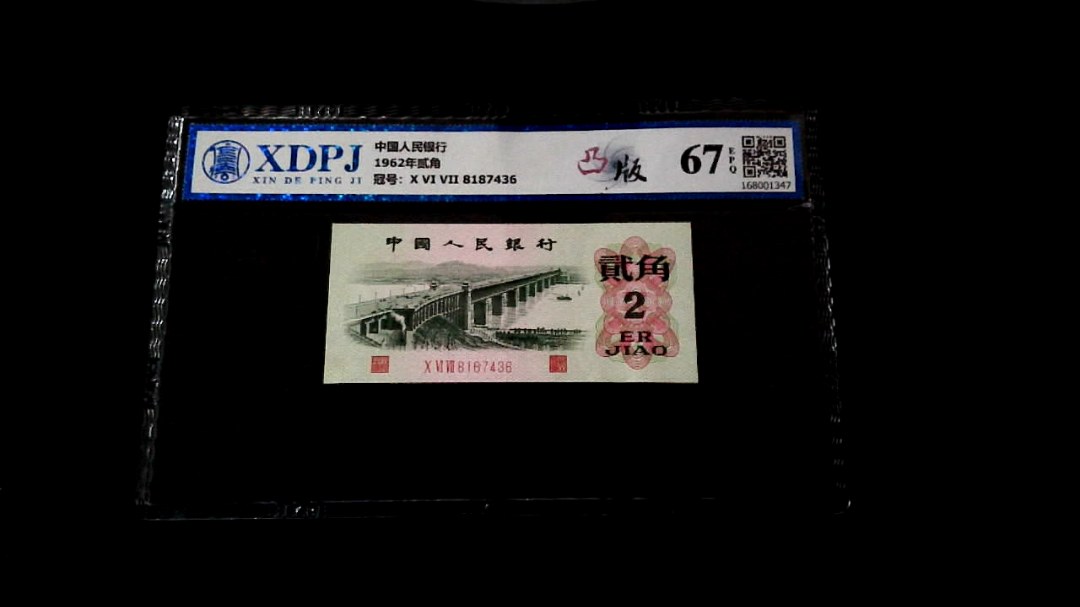 XDPJ
XIN DE PING JI
中国人民银行
1962年贰角
冠号: X VI VII 8187436
凸版
67
EPQ
168001347
中國人民銀行
貳角
2
ER
JIAO
X VI VII 8187436